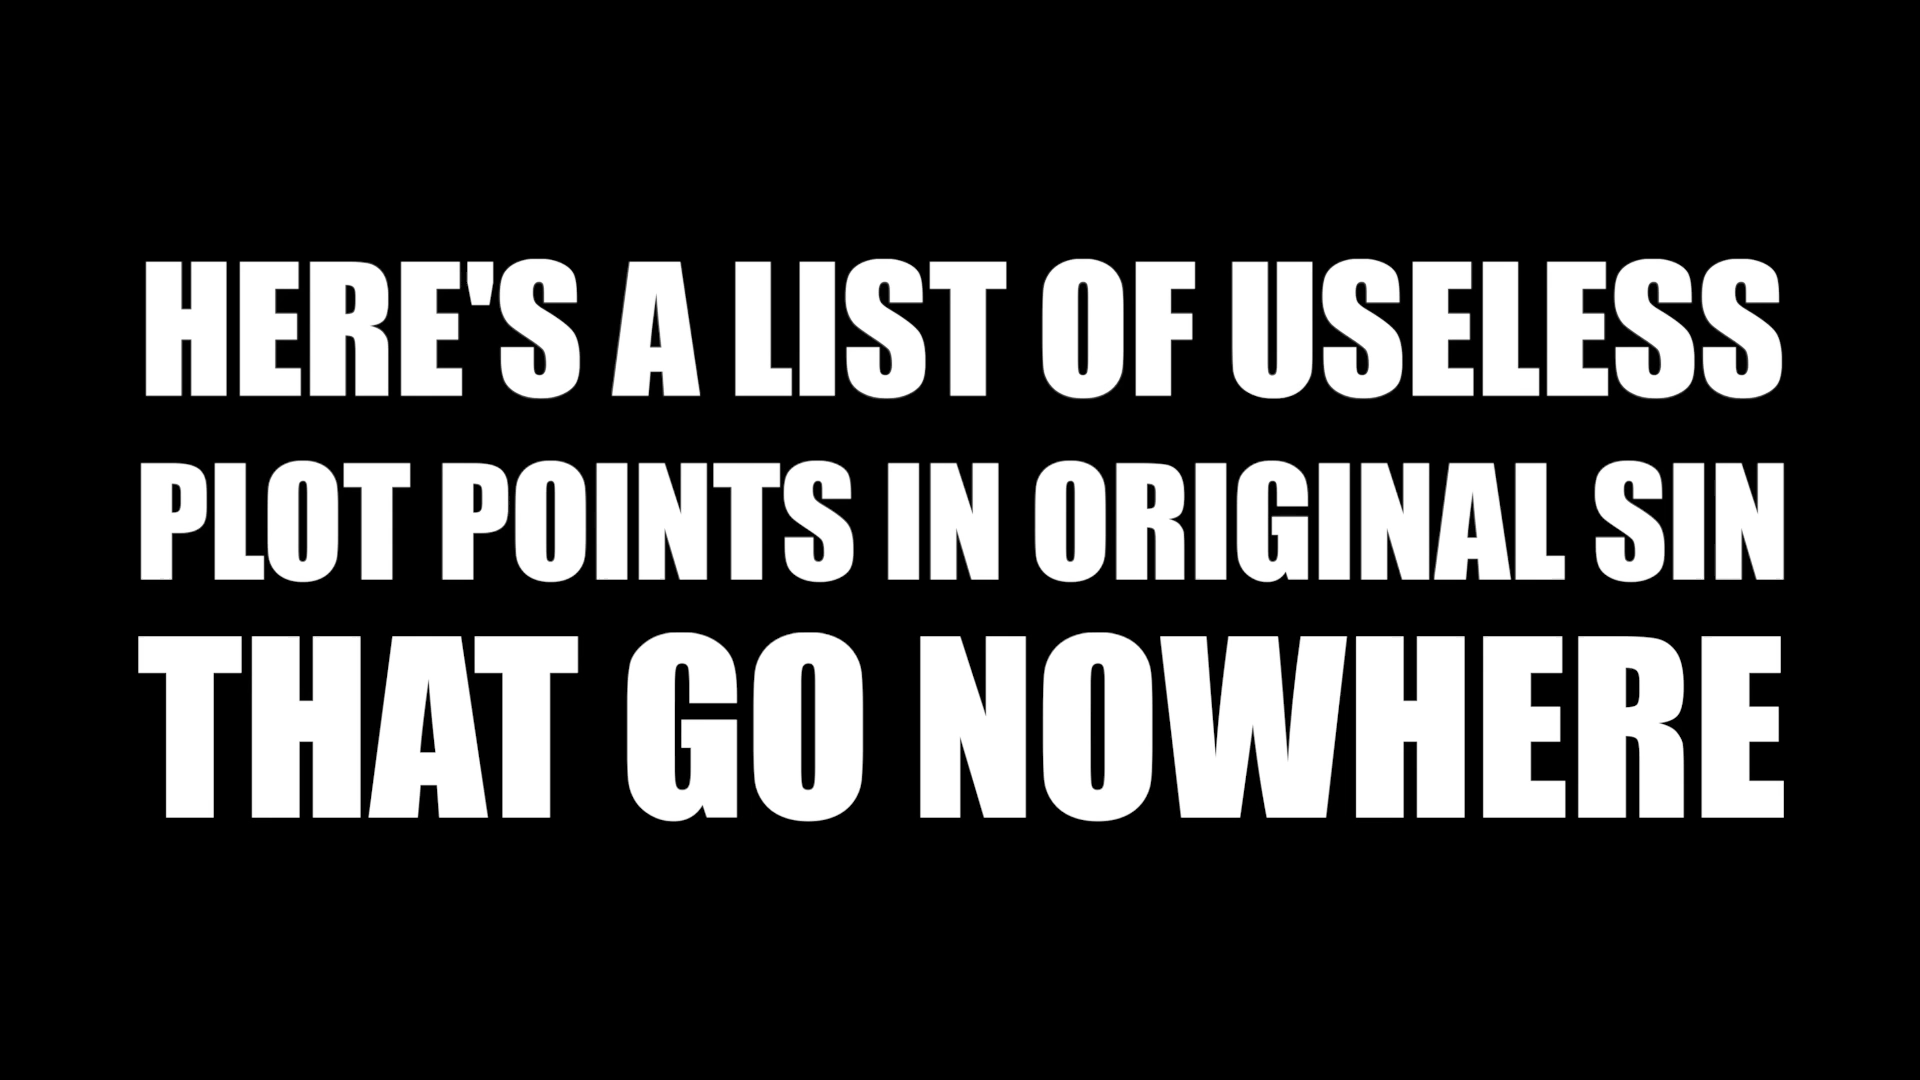 HERE'S A LIST OF USELESS
PLOT POINTS IN ORIGINAL SIN
THAT GO NOWHERE